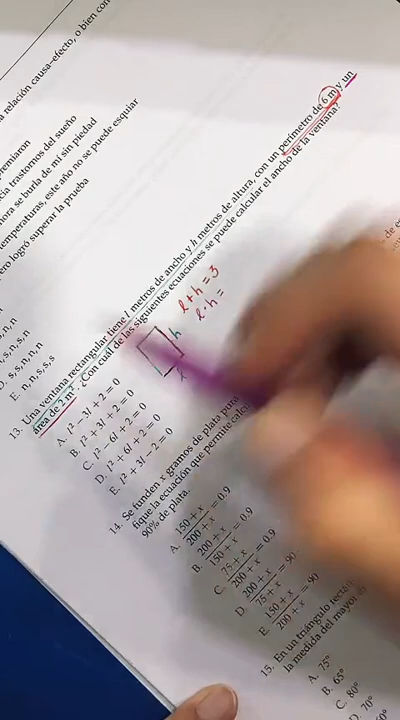 relación causa-efecto, o bien con
premiaron
cia trastornos del sueño
hora se burla de mí sin piedad
temperaturas, este año no se puede esquiar
ero logró superar la prueba
n, n
s, n, n
n, s, n, s
D. s, s, n, n, n
E. n, n, s, s, s
13. Una ventana rectangular tiene l metros de ancho y h metros de altura, con un perímetro de 6 m y un
área de 2 m². ¿Con cuál de las siguientes ecuaciones se puede calcular el ancho de la ventana?
A. l² − 3l + 2 = 0
B. l² + 3l + 2 = 0
C. l² − 6l + 2 = 0
D. l² + 6l + 2 = 0
E. l² + 3l − 2 = 0
h
l + h = 3
l · h =
14. Se funden x gramos de plata pura
fique la ecuación que permite calc
90% de plata.
A. (150 + x)/(200 + x) = 0.9
B. (200 + x)/(150 + x) = 0.9
C. (75 + x)/(200 + x) = 0.9
D. (200 + x)/(75 + x) = 90
E. (150 + x)/(200 + x) = 90
15. En un triángulo rectá
la medida del mayor
A. 75°
B. 65°
C. 80°
D. 70°